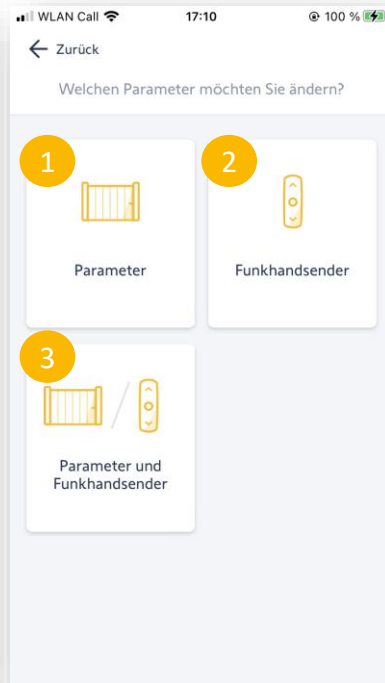 WLAN Call 17:10 100 %
Zurück
Welchen Parameter möchten Sie ändern?
1
2
Parameter
Funkhandsender
3
Parameter und
Funkhandsender